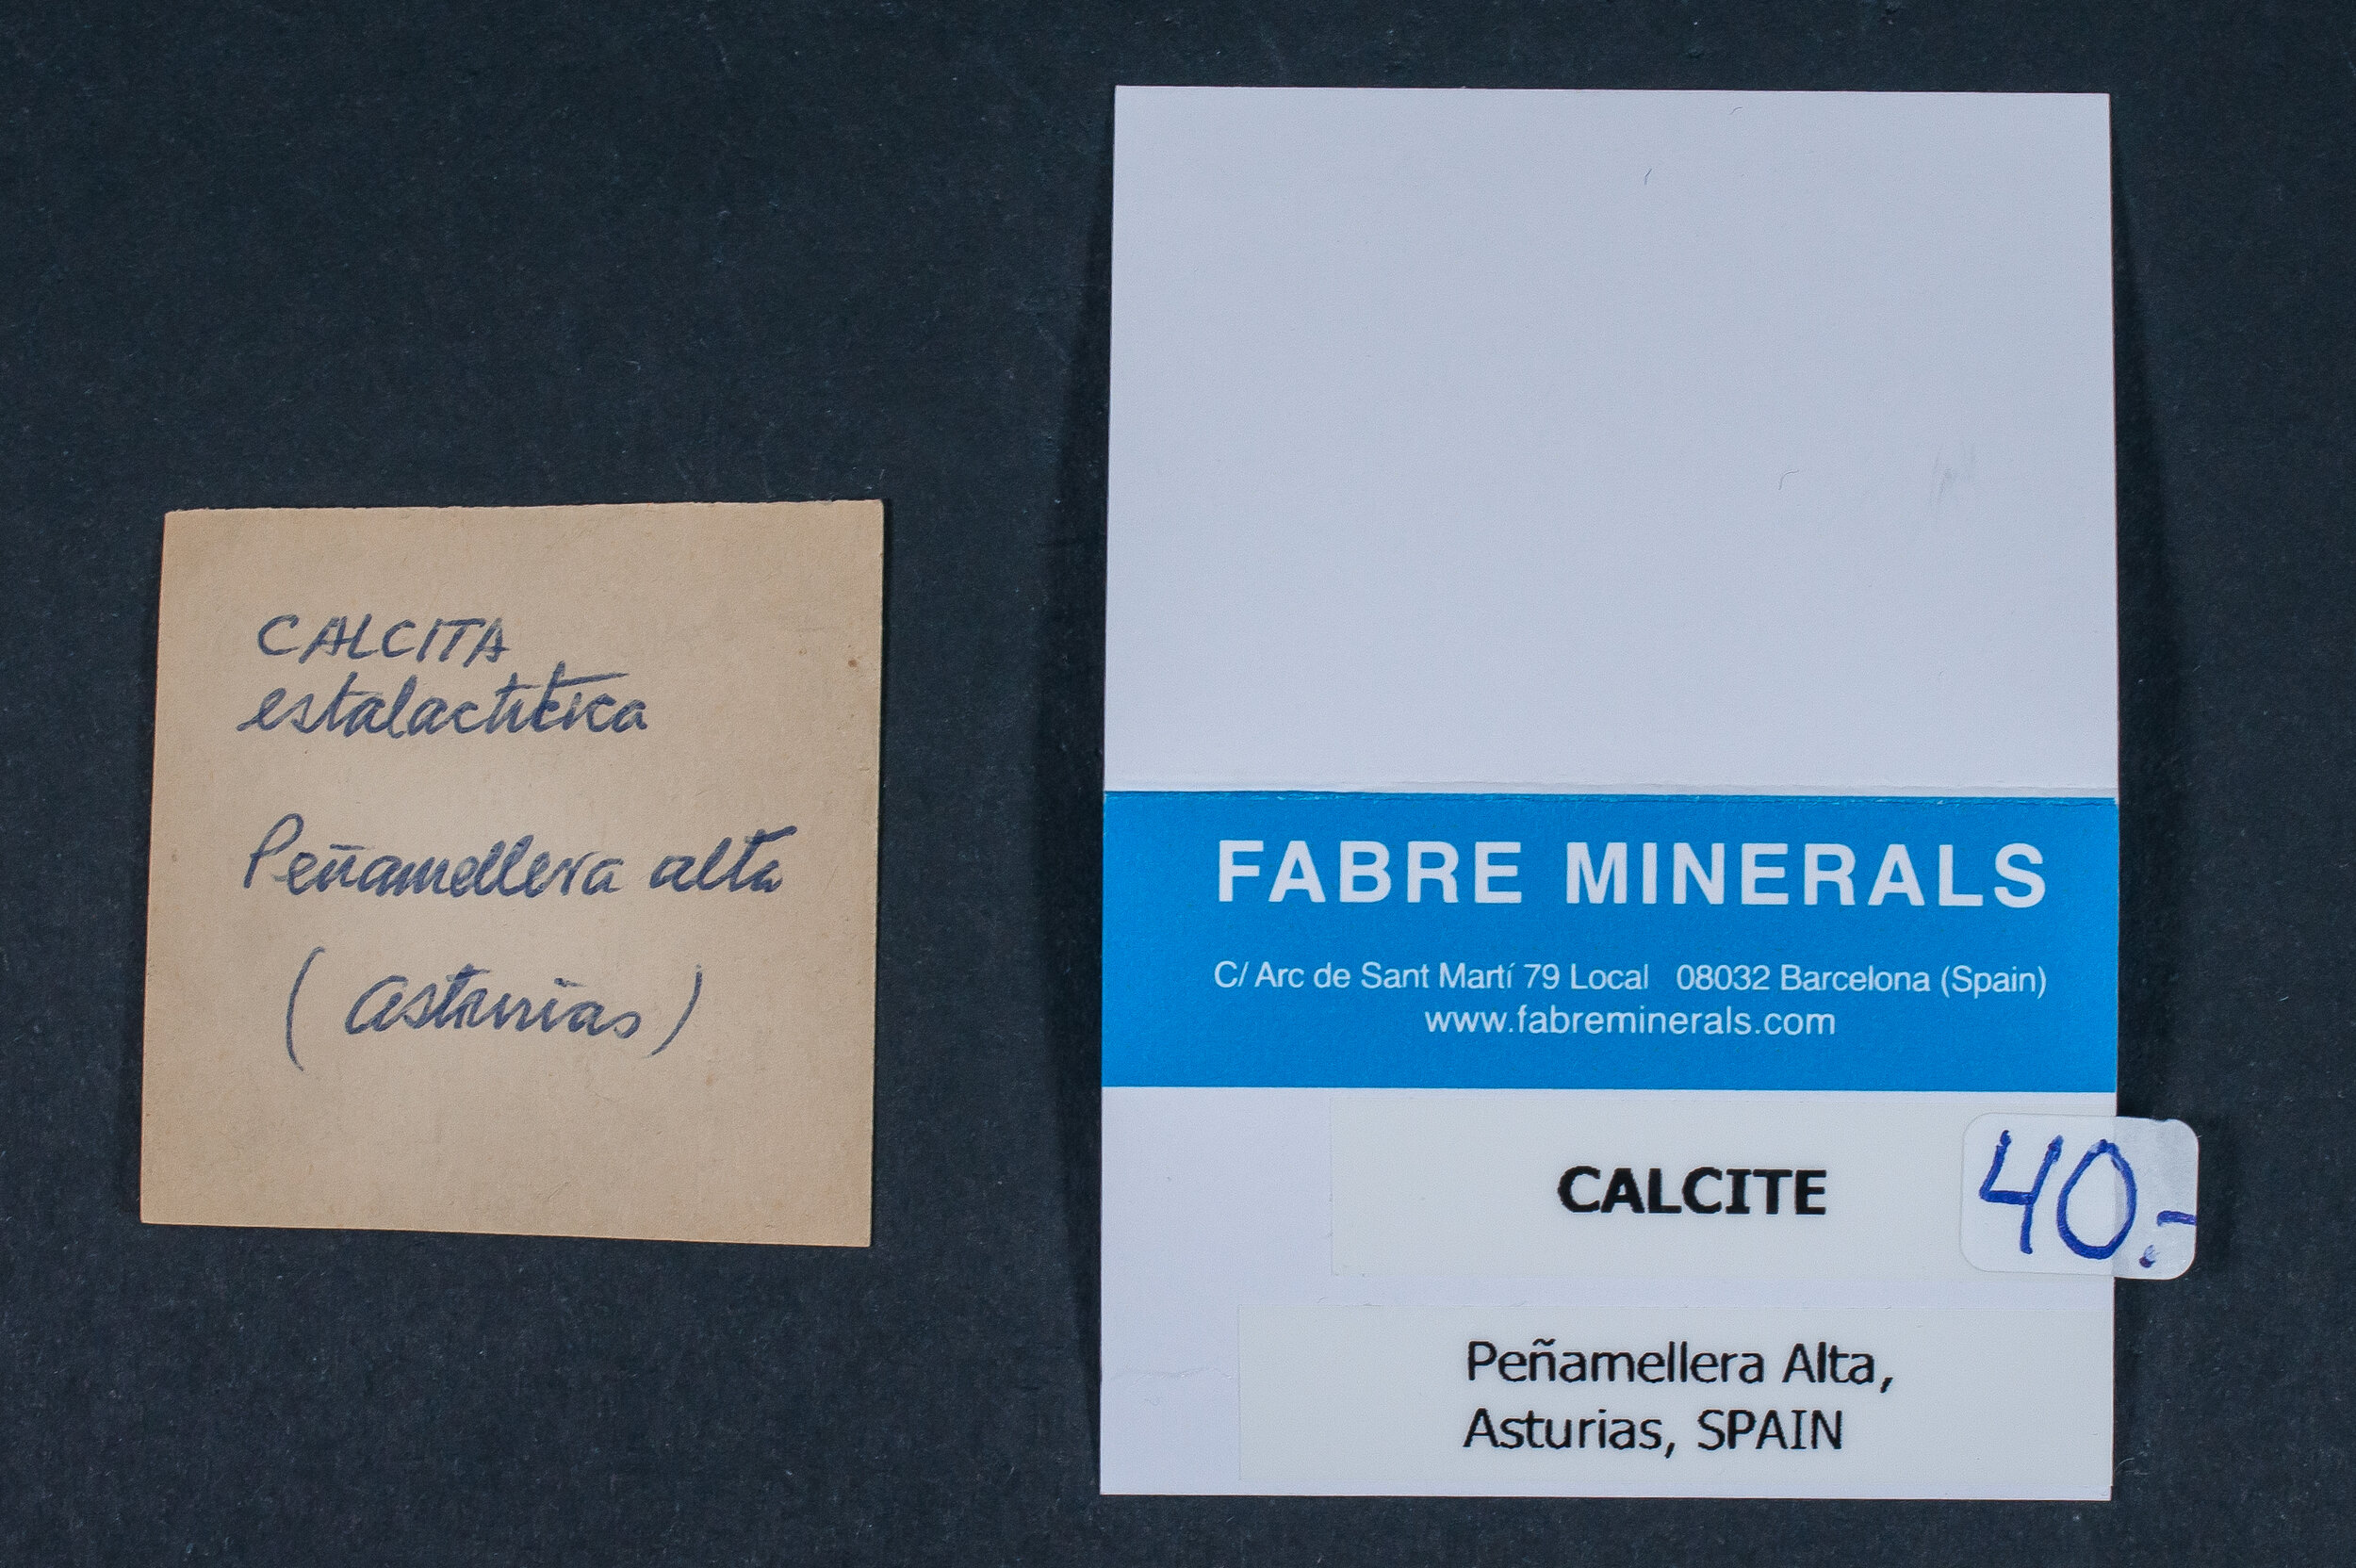 CALCITA
estalactítica
Peñamellera alta
(Asturias)
FABRE MINERALS
C/ Arc de Sant Martí 79 Local 08032 Barcelona (Spain)
www.fabreminerals.com
CALCITE
40.-
Peñamellera Alta,
Asturias, SPAIN